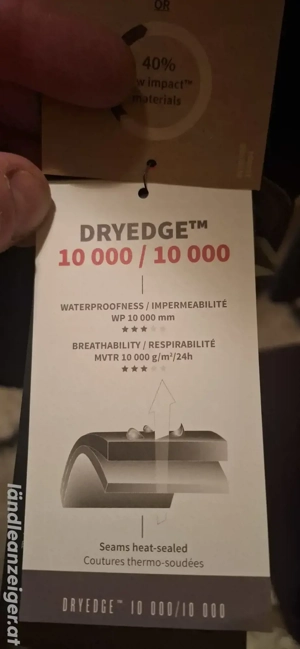 QR
40%
w impact™
materials
DRYEDGE™
10 000 / 10 000
WATERPROOFNESS / IMPERMEABILITÉ
WP 10 000 mm
BREATHABILITY / RESPIRABILITÉ
MVTR 10 000 g/m²/24h
Seams heat-sealed
Coutures thermo-soudées
DRYEDGE™ 10 000/10 000
ländleanzeiger.at